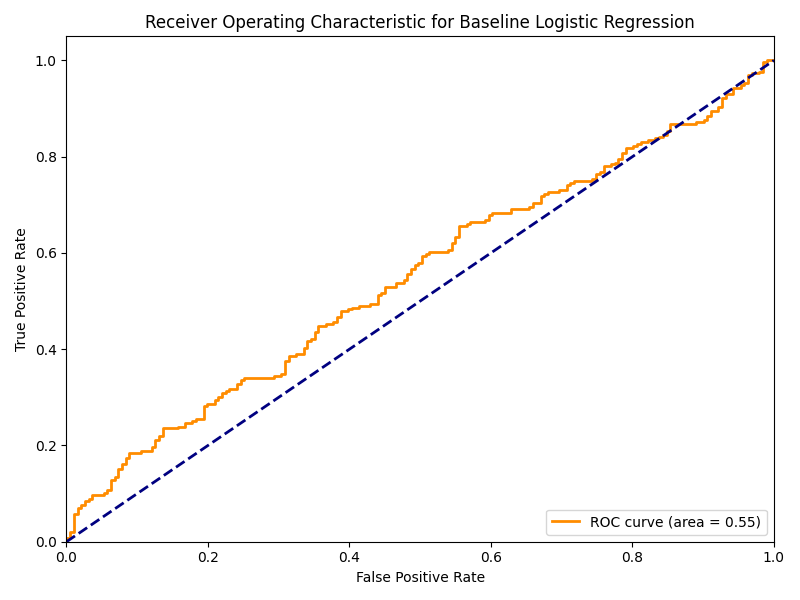 Receiver Operating Characteristic for Baseline Logistic Regression
True Positive Rate
1.0
0.8
0.6
0.4
0.2
0.0
ROC curve (area = 0.55)
0.0 0.2 0.4 0.6 0.8 1.0
False Positive Rate